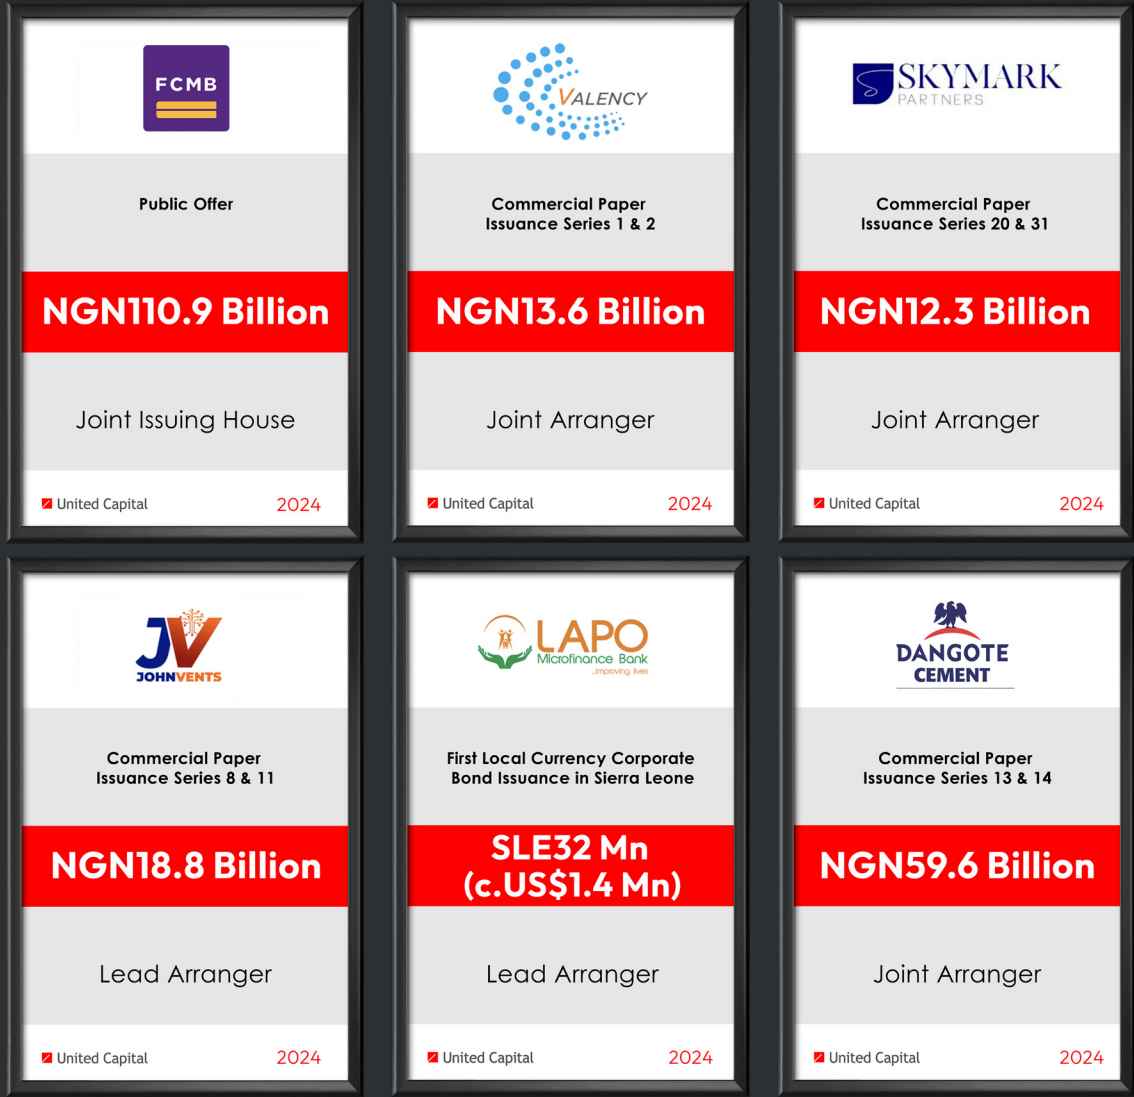 FCMB
Public Offer
NGN110.9 Billion
Joint Issuing House
United Capital
2024
VALENCY
Commercial Paper
Issuance Series 1 & 2
NGN13.6 Billion
Joint Arranger
United Capital
2024
SKYMARK
PARTNERS
Commercial Paper
Issuance Series 20 & 31
NGN12.3 Billion
Joint Arranger
United Capital
2024
JV
JOHNVENTS
Commercial Paper
Issuance Series 8 & 11
NGN18.8 Billion
Lead Arranger
United Capital
2024
LAPO
Microfinance Bank
...improving lives
First Local Currency Corporate
Bond Issuance in Sierra Leone
SLE32 Mn
(c.US$1.4 Mn)
Lead Arranger
United Capital
2024
DANGOTE
CEMENT
Commercial Paper
Issuance Series 13 & 14
NGN59.6 Billion
Joint Arranger
United Capital
2024